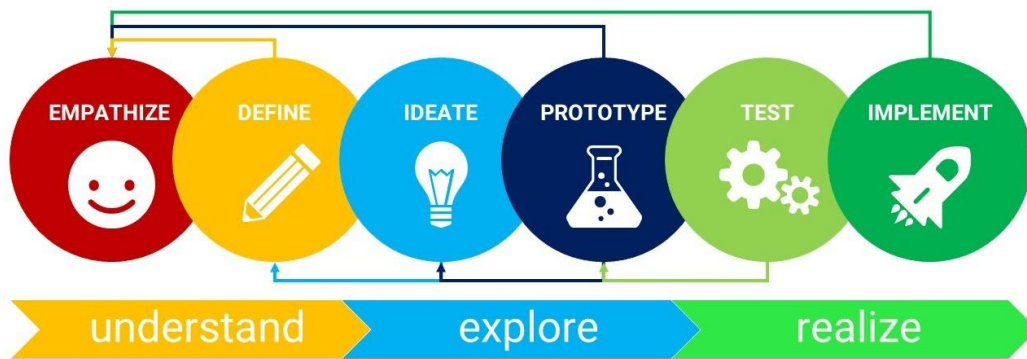 EMPATHIZE
DEFINE
IDEATE
PROTOTYPE
TEST
IMPLEMENT
understand
explore
realize